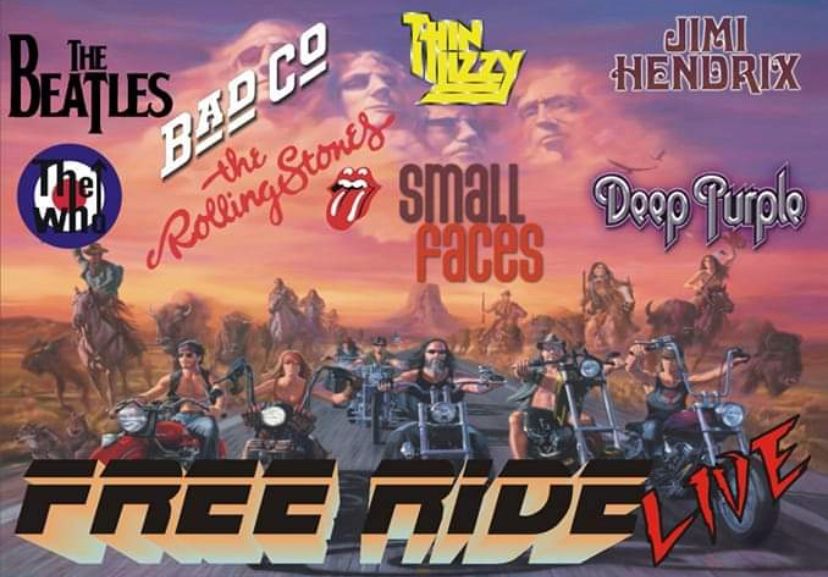 THE
BEATLES
BAD CO
THIN
LIZZY
JIMI
HENDRIX
The
Who
the
Rolling Stones
small
faces
Deep Purple
FREE RIDE
LIVE